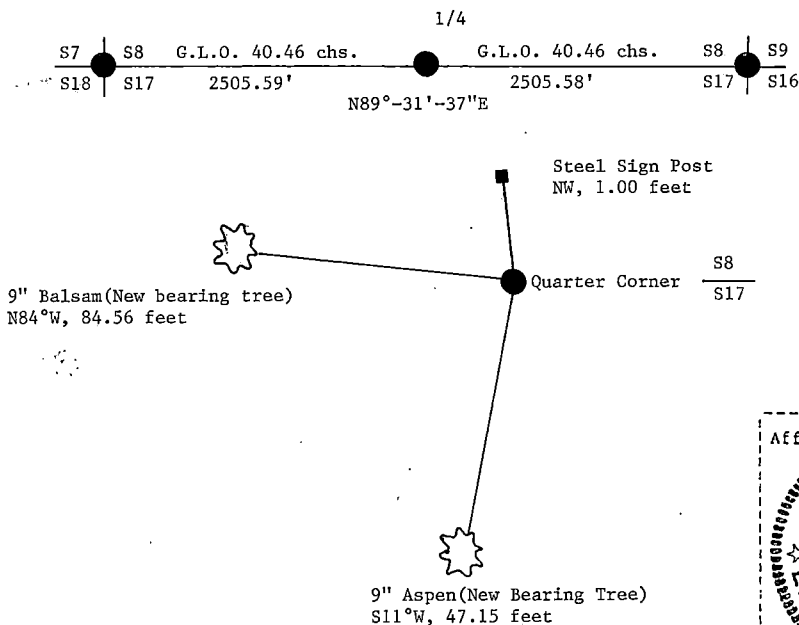 1/4
S7 S8 G.L.O. 40.46 chs. G.L.O. 40.46 chs. S8 S9
S18 S17 2505.59' 2505.58' S17 S16
N89°-31'-37"E
Steel Sign Post
NW, 1.00 feet
Quarter Corner S8
S17
9" Balsam(New bearing tree)
N84°W, 84.56 feet
9" Aspen(New Bearing Tree)
S11°W, 47.15 feet
Aff